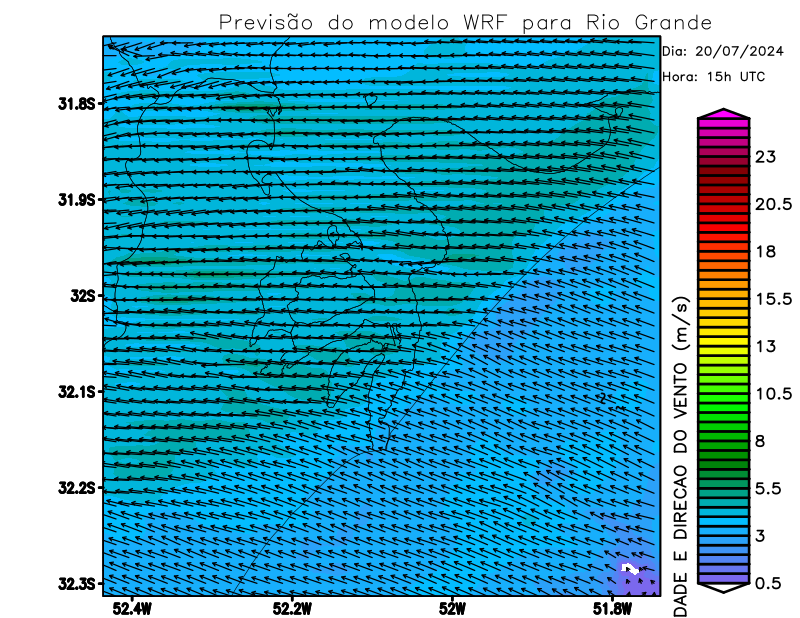 Previsão do modelo WRF para Rio Grande
Dia: 20/07/2024
Hora: 15h UTC
31.8S
31.9S
32S
32.1S
32.2S
32.3S
52.4W
52.2W
52W
51.8W
23
20.5
18
15.5
13
10.5
8
5.5
3
0.5
DADE E DIRECAO DO VENTO (m/s)